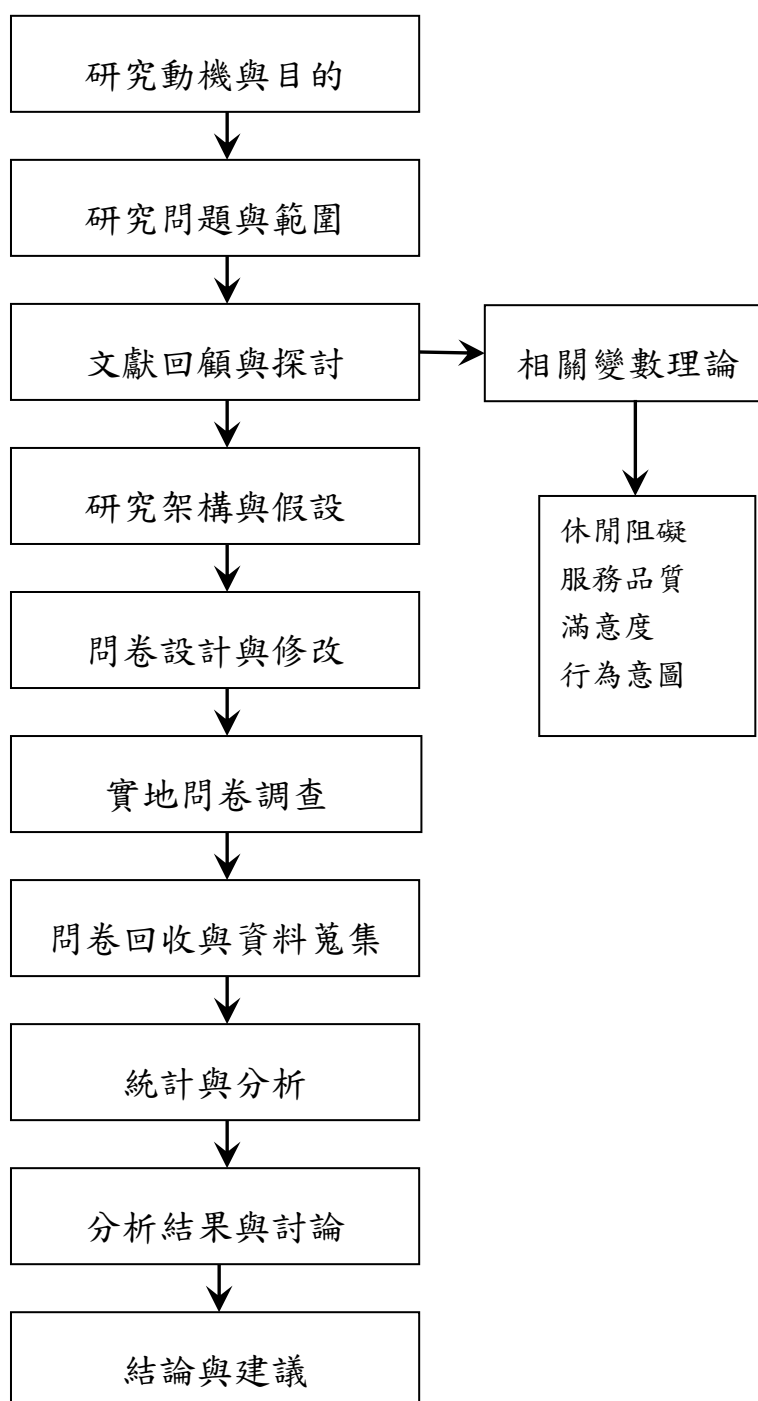 研究動機與目的
研究問題與範圍
文獻回顧與探討
相關變數理論
研究架構與假設
休閒阻礙
服務品質
滿意度
行為意圖
問卷設計與修改
實地問卷調查
問卷回收與資料蒐集
統計與分析
分析結果與討論
結論與建議